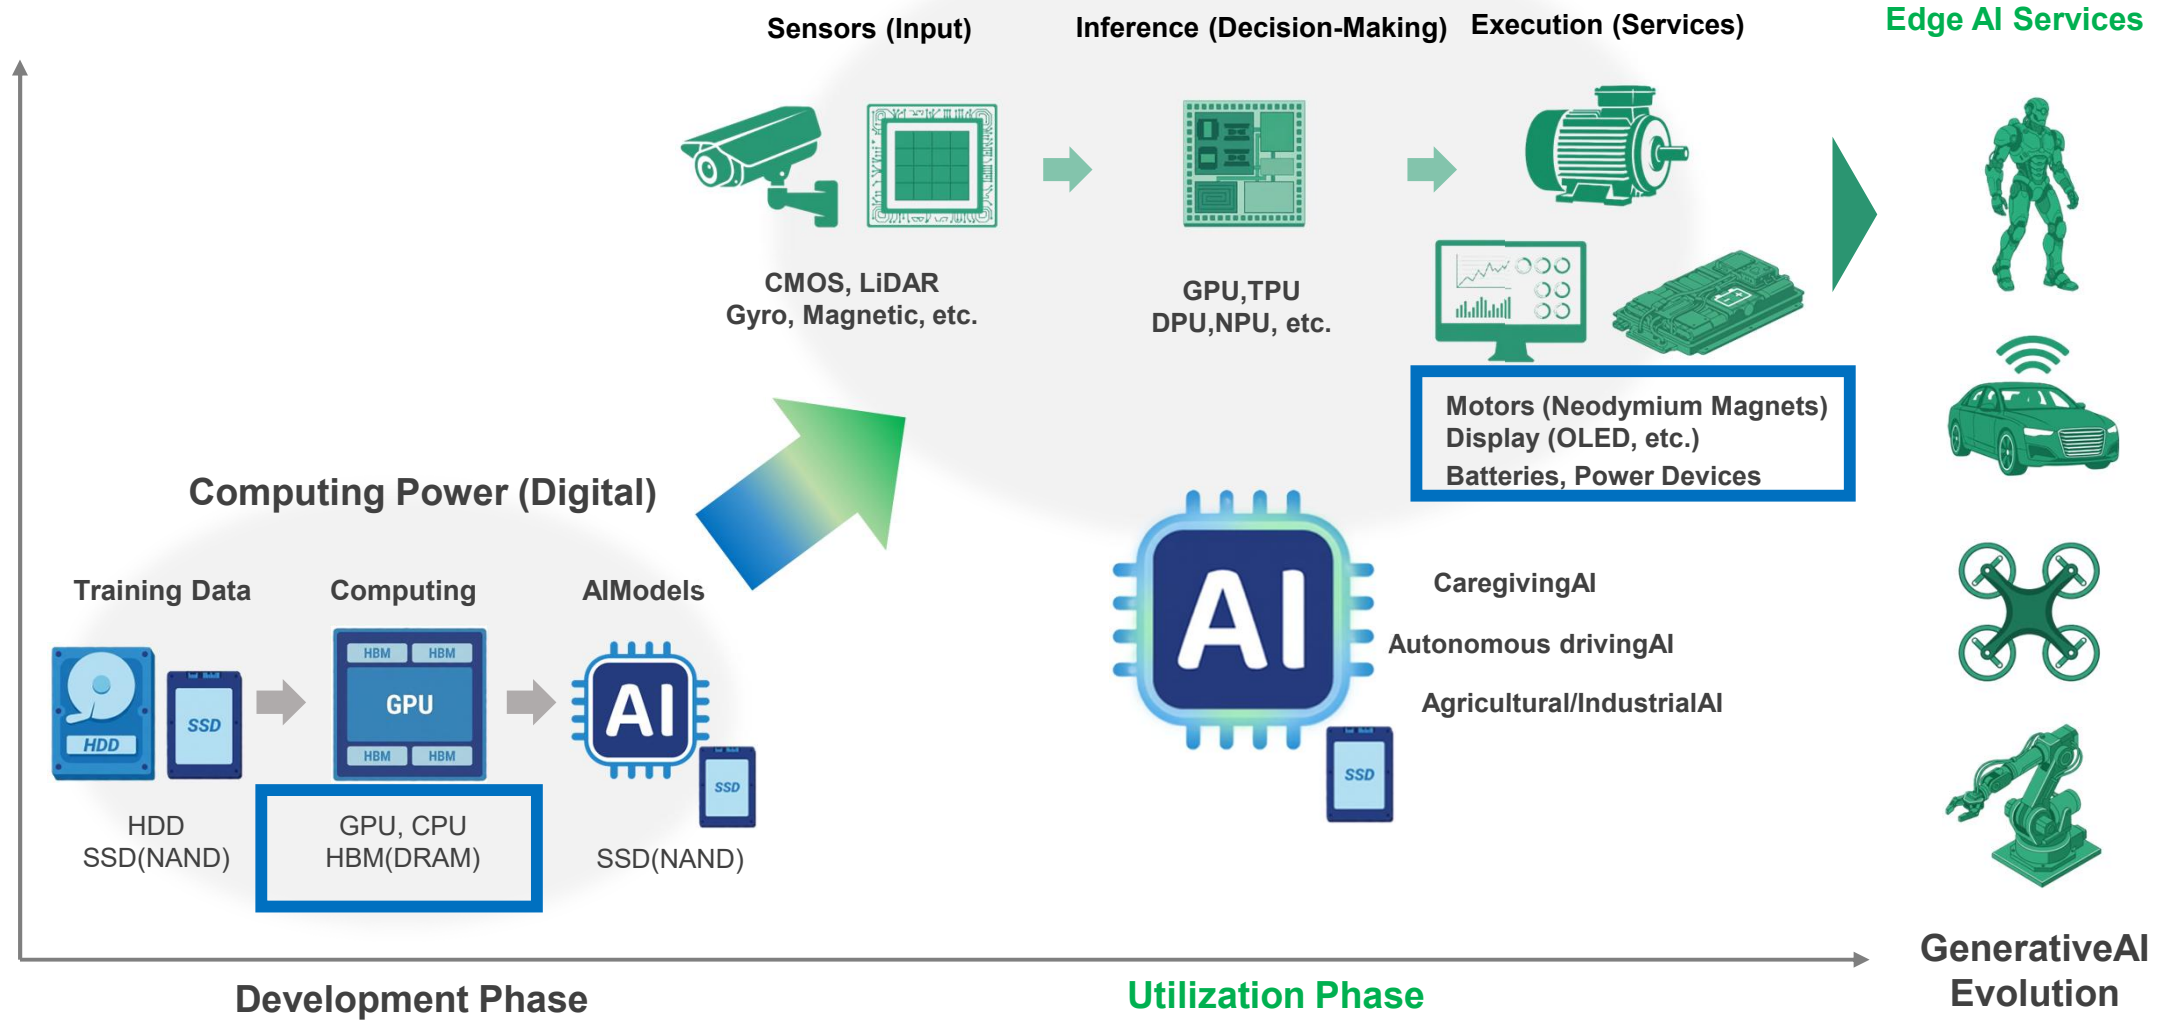 Sensors (Input)
Inference (Decision-Making)
Execution (Services)
Edge AI Services
CMOS, LiDAR
Gyro, Magnetic, etc.
GPU,TPU
DPU,NPU, etc.
Motors (Neodymium Magnets)
Display (OLED, etc.)
Batteries, Power Devices
Computing Power (Digital)
Training Data
Computing
AIModels
HDD
SSD
HBM
HBM
GPU
HBM
HBM
AI
SSD
HDD
SSD(NAND)
GPU, CPU
HBM(DRAM)
SSD(NAND)
AI
SSD
CaregivingAI
Autonomous drivingAI
Agricultural/IndustrialAI
Development Phase
Utilization Phase
GenerativeAI
Evolution